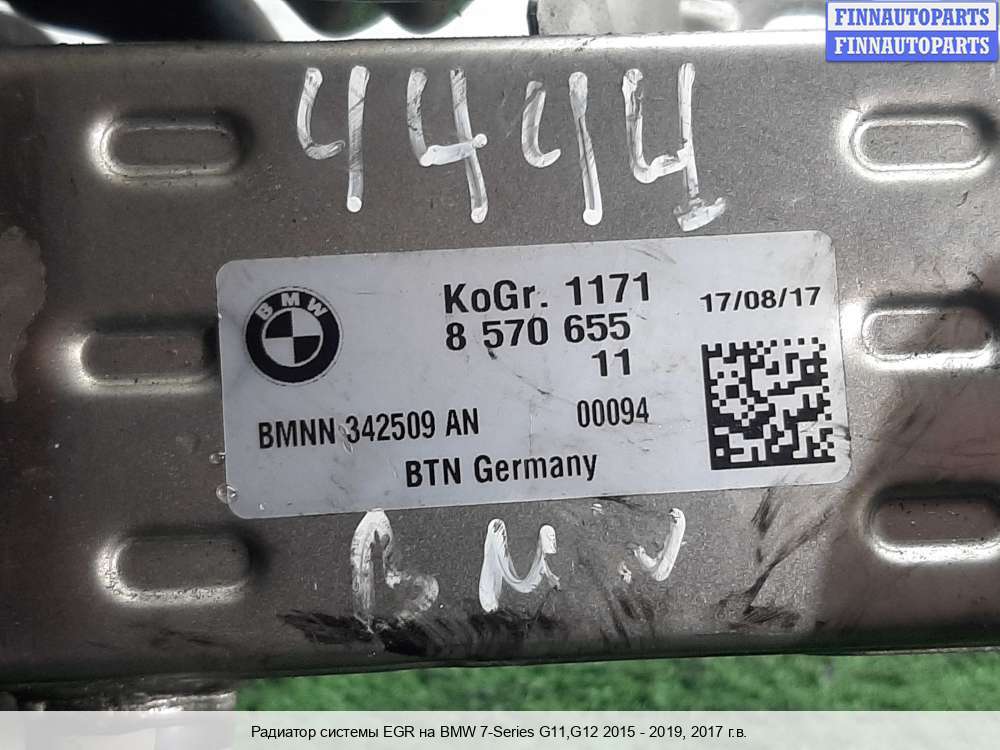 FINNAUTOPARTS
FINNAUTOPARTS
4444
BMW
KoGr. 1171
17/08/17
8 570 655
11
BMNN 342509 AN
00094
BTN Germany
BMW
Радиатор системы EGR на BMW 7-Series G11,G12 2015 - 2019, 2017 г.в.